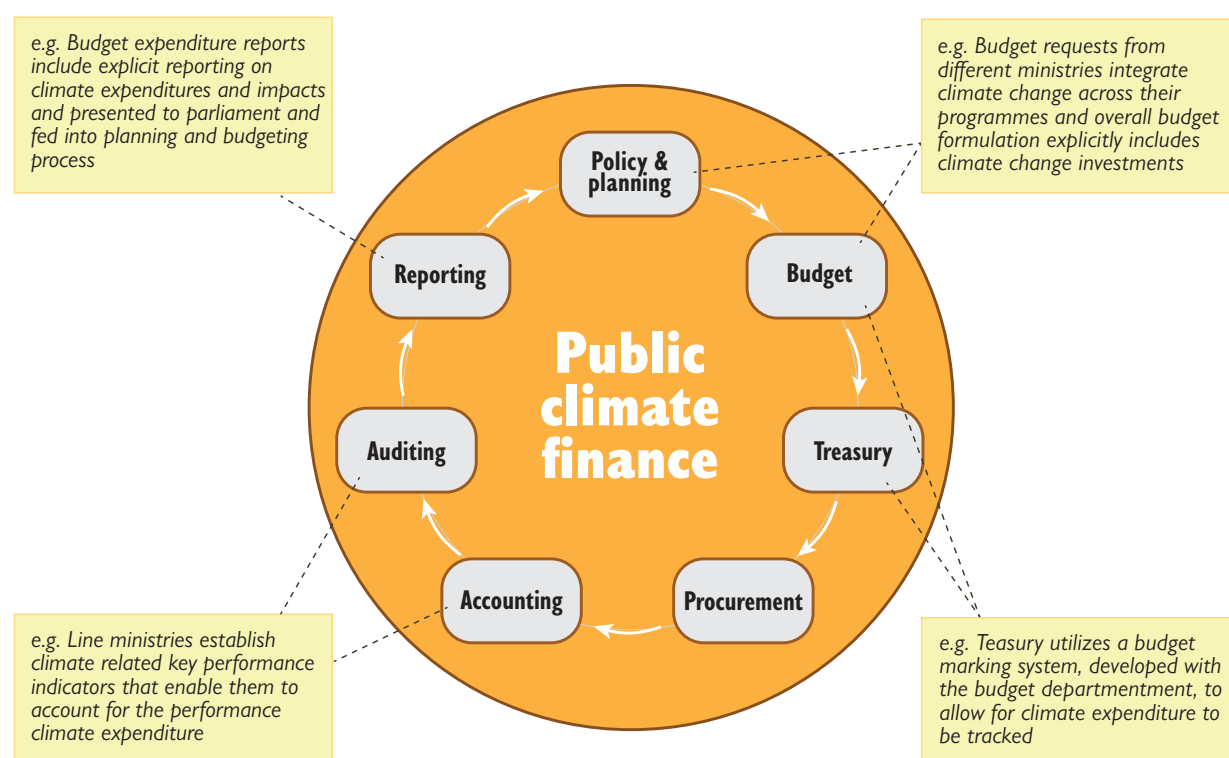 e.g. Budget expenditure reports
include explicit reporting on
climate expenditures and impacts
and presented to parliament and
fed into planning and budgeting
process
e.g. Budget requests from
different ministries integrate
climate change across their
programmes and overall budget
formulation explicitly includes
climate change investments
Policy &
planning
Reporting
Budget
Public
climate
finance
Auditing
Treasury
Accounting
Procurement
e.g. Line ministries establish
climate related key performance
indicators that enable them to
account for the performance
climate expenditure
e.g. Teasury utilizes a budget
marking system, developed with
the budget departmentment, to
allow for climate expenditure to
be tracked